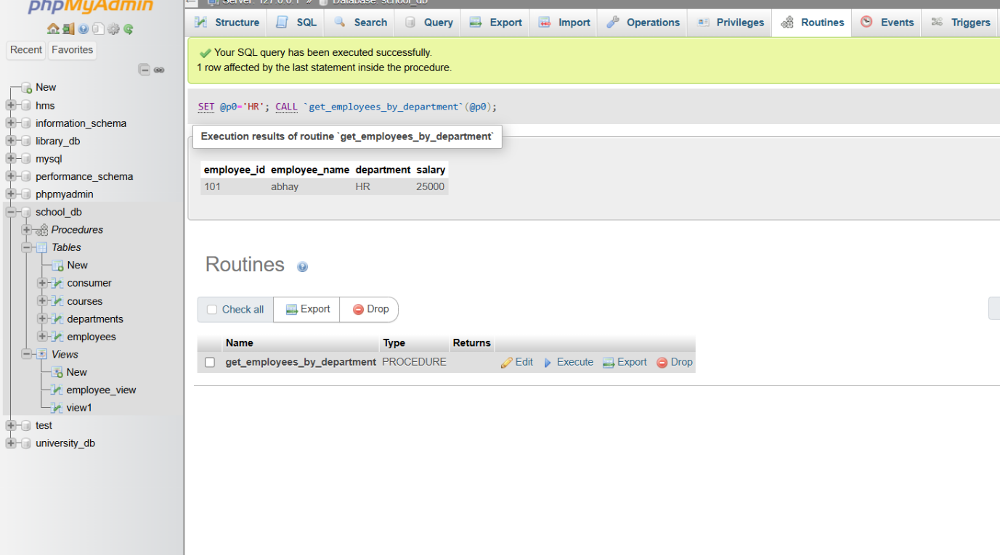 phpMyAdmin
Recent Favorites
New
hms
information_schema
library_db
mysql
performance_schema
phpmyadmin
school_db
Procedures
Tables
New
consumer
courses
departments
employees
Views
New
employee_view
view1
test
university_db
Server: 127.0.0.1 » Database: school_db
Structure SQL Search Query Export Import Operations Privileges Routines Events Triggers
Your SQL query has been executed successfully.
1 row affected by the last statement inside the procedure.
SET @p0='HR'; CALL `get_employees_by_department`(@p0);
Execution results of routine `get_employees_by_department`
employee_id employee_name department salary
101 abhay HR 25000
Routines
Check all Export Drop
Name Type Returns
get_employees_by_department PROCEDURE Edit Execute Export Drop